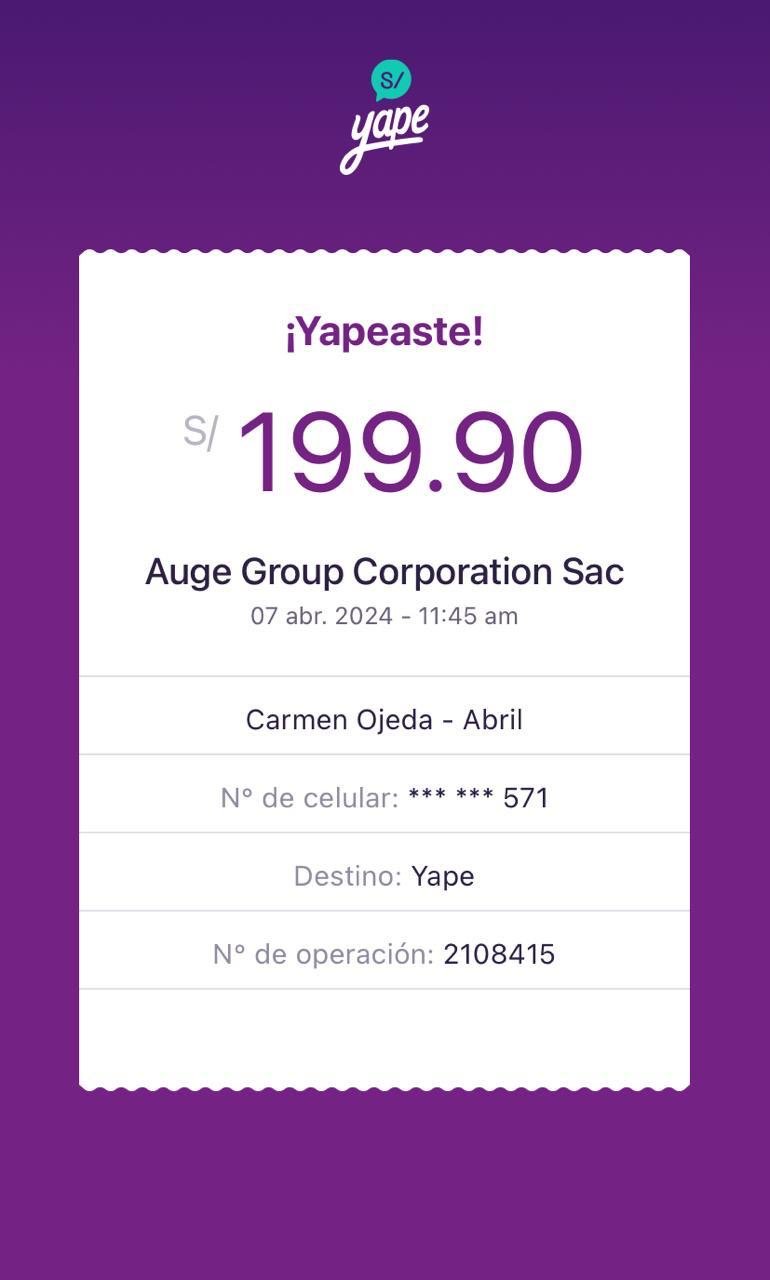 S/
yape
¡Yapeaste!
S/ 199.90
Auge Group Corporation Sac
07 abr. 2024 - 11:45 am
Carmen Ojeda - Abril
N° de celular: *** *** 571
Destino: Yape
N° de operación: 2108415